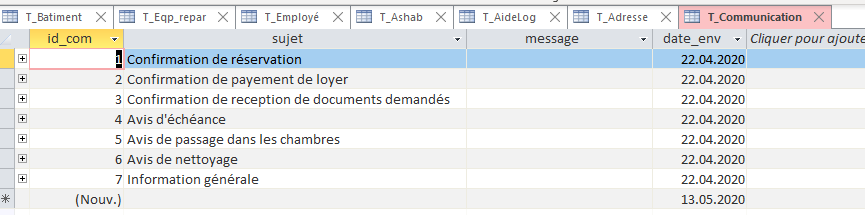 T_Batiment T_Eqp_repar T_Employé T_Ashab T_AideLog T_Adresse T_Communication
id_com sujet message date_env Cliquer pour ajoute
1 Confirmation de réservation 22.04.2020
2 Confirmation de payement de loyer 22.04.2020
3 Confirmation de reception de documents demandés 22.04.2020
4 Avis d'échéance 22.04.2020
5 Avis de passage dans les chambres 22.04.2020
6 Avis de nettoyage 22.04.2020
7 Information générale 22.04.2020
(Nouv.) 13.05.2020